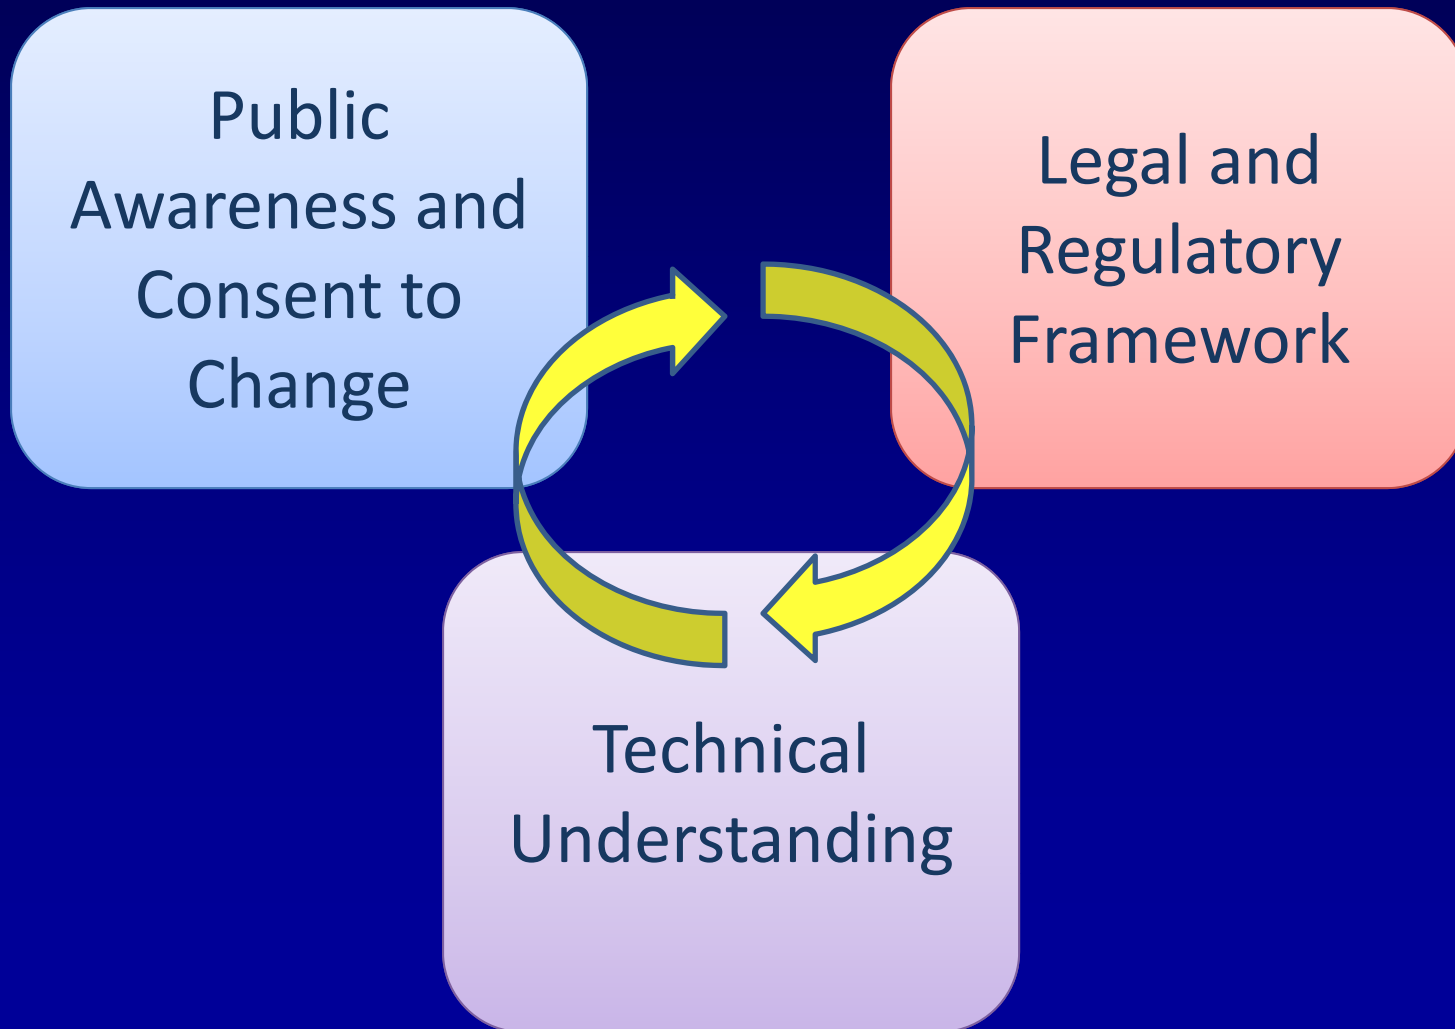 Public
Awareness and
Consent to
Change
Legal and
Regulatory
Framework
Technical
Understanding